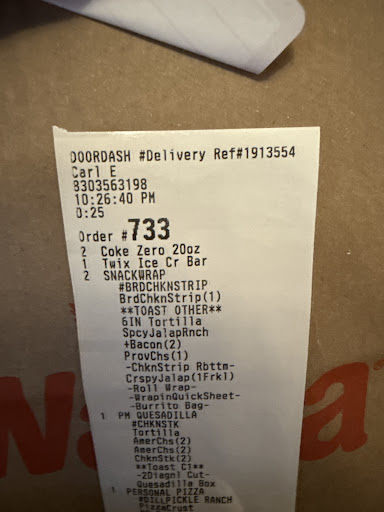 DOORDASH #Delivery Ref#1913554
Carl E
8303563198
10:26:40 PM
0:25
Order #733
2 Coke Zero 20oz
1 Twix Ice Cr Bar
2 SNACKWRAP
#BRDCHKNSTRIP
BrdChknStrip(1)
**TOAST OTHER**
6IN Tortilla
SpcyJalapRnch
+Bacon(2)
ProvChs(1)
-ChknStrip Rbttm-
CrspyJalap(1Frkl)
-Roll Wrap-
-WrapinQuickSheet-
-Burrito Bag-
1 PM QUESADILLA
#CHKNSTK
Tortilla
AmerChs(2)
AmerChs(2)
ChknStk(2)
**Toast C1**
-2Diagnl Cut-
Quesadilla Box
1 PERSONAL PIZZA
#DILLPICKLE RANCH
PizzaCrust